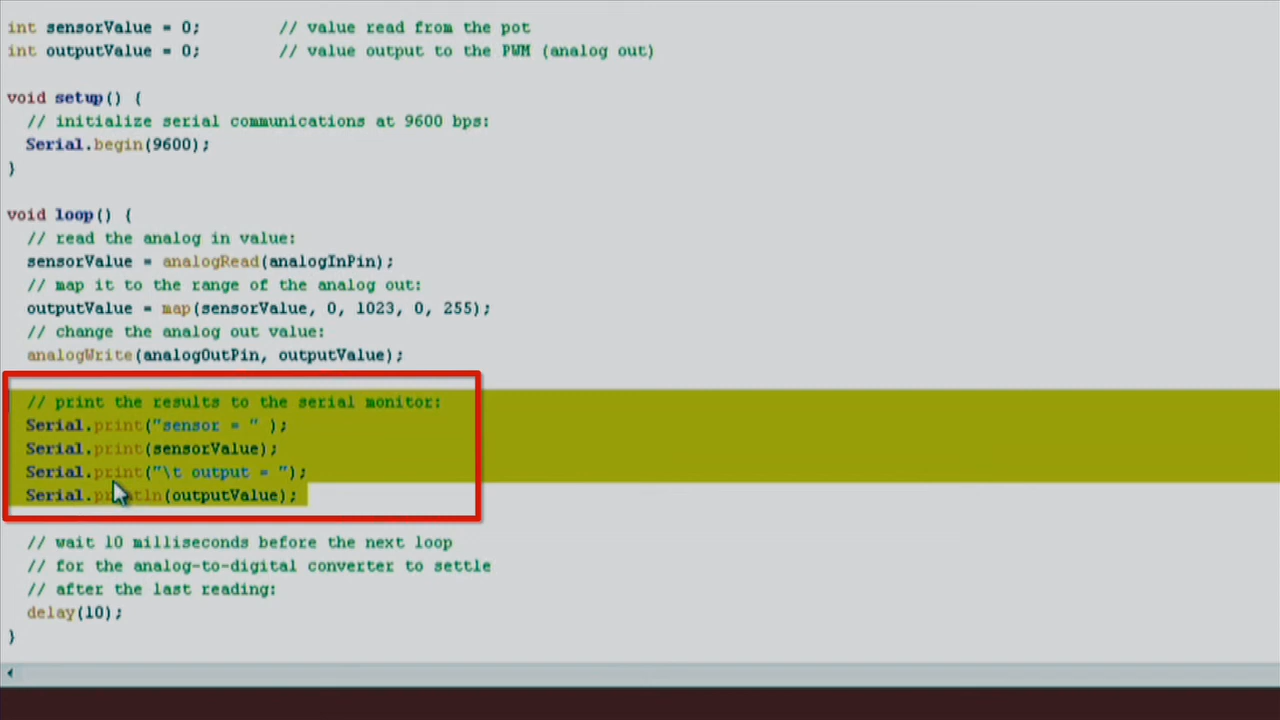 int sensorValue = 0;        // value read from the pot
int outputValue = 0;        // value output to the PWM (analog out)
void setup() {
  // initialize serial communications at 9600 bps:
  Serial.begin(9600);
}
void loop() {
  // read the analog in value:
  sensorValue = analogRead(analogInPin);
  // map it to the range of the analog out:
  outputValue = map(sensorValue, 0, 1023, 0, 255);
  // change the analog out value:
  analogWrite(analogOutPin, outputValue);
  // print the results to the serial monitor:
  Serial.print("sensor = " );
  Serial.print(sensorValue);
  Serial.print("\t output = ");
  Serial.println(outputValue);
  // wait 10 milliseconds before the next loop
  // for the analog-to-digital converter to settle
  // after the last reading:
  delay(10);
}